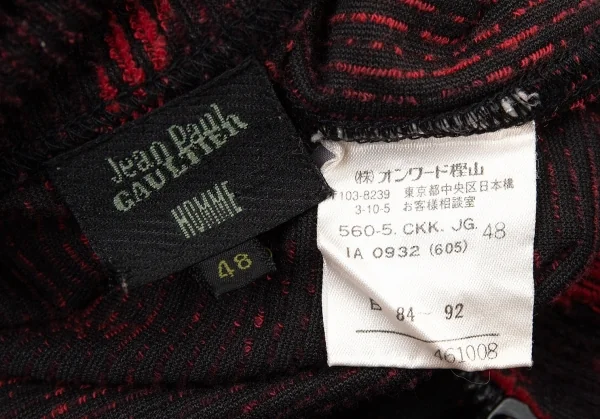 Jean Paul
GAULTIER
HOMME
48
(株)オンワード樫山
〒103-8239 東京都中央区日本橋
3-10-5 お客様相談室
560-5. CKK. JG. 48
IA 0932 (605)
B 84 - 92
461008